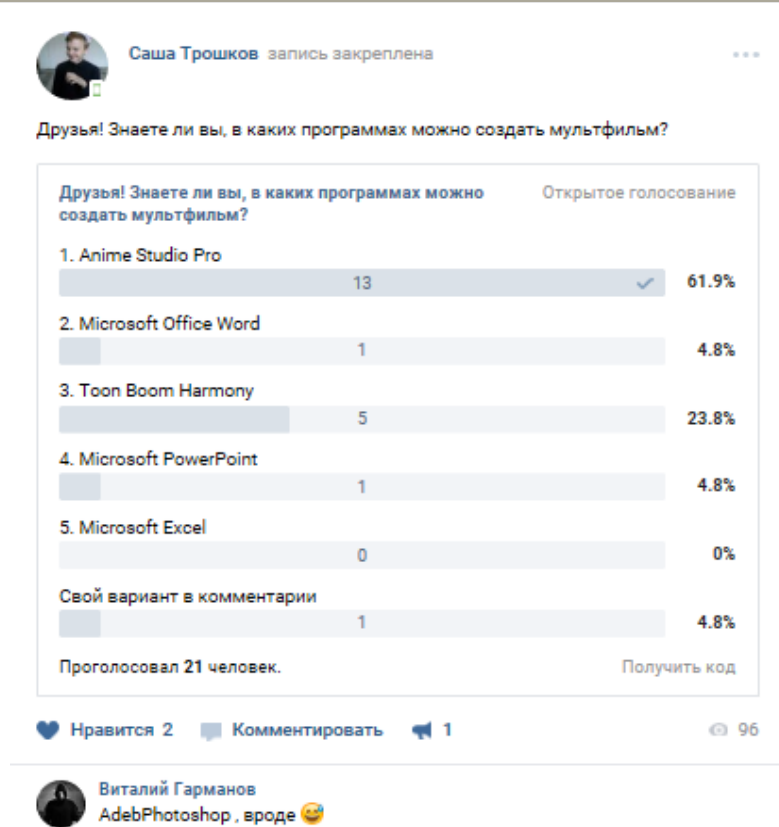 Саша Трошков запись закреплена
Друзья! Знаете ли вы, в каких программах можно создать мультфильм?
Друзья! Знаете ли вы, в каких программах можно
создать мультфильм?
Открытое голосование
1. Anime Studio Pro
13 61.9%
2. Microsoft Office Word
1 4.8%
3. Toon Boom Harmony
5 23.8%
4. Microsoft PowerPoint
1 4.8%
5. Microsoft Excel
0 0%
Свой вариант в комментарии
1 4.8%
Проголосовал 21 человек. Получить код
Нравится 2 Комментировать 1 96
Виталий Гарманов
AdebPhotoshop , вроде 😅